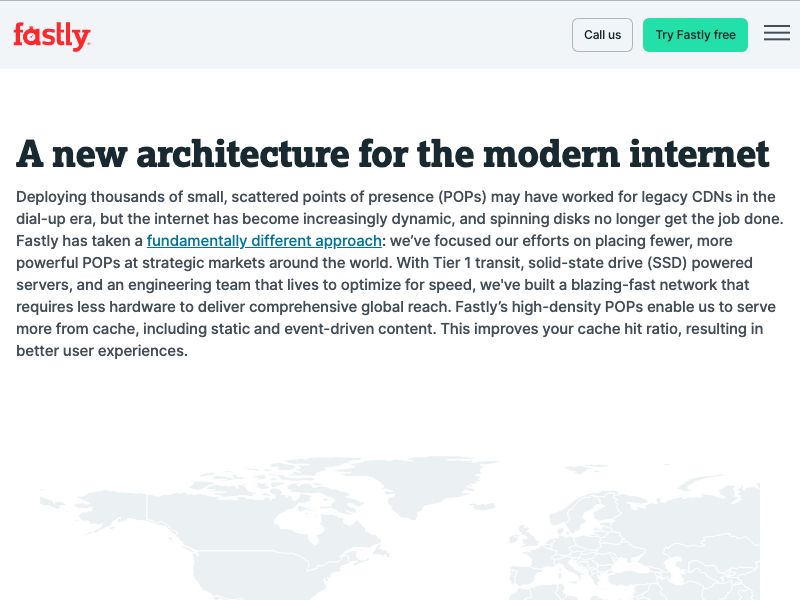 fastly
Call us
Try Fastly free
A new architecture for the modern internet
Deploying thousands of small, scattered points of presence (POPs) may have worked for legacy CDNs in the
dial-up era, but the internet has become increasingly dynamic, and spinning disks no longer get the job done.
Fastly has taken a fundamentally different approach: we’ve focused our efforts on placing fewer, more
powerful POPs at strategic markets around the world. With Tier 1 transit, solid-state drive (SSD) powered
servers, and an engineering team that lives to optimize for speed, we've built a blazing-fast network that
requires less hardware to deliver comprehensive global reach. Fastly’s high-density POPs enable us to serve
more from cache, including static and event-driven content. This improves your cache hit ratio, resulting in
better user experiences.